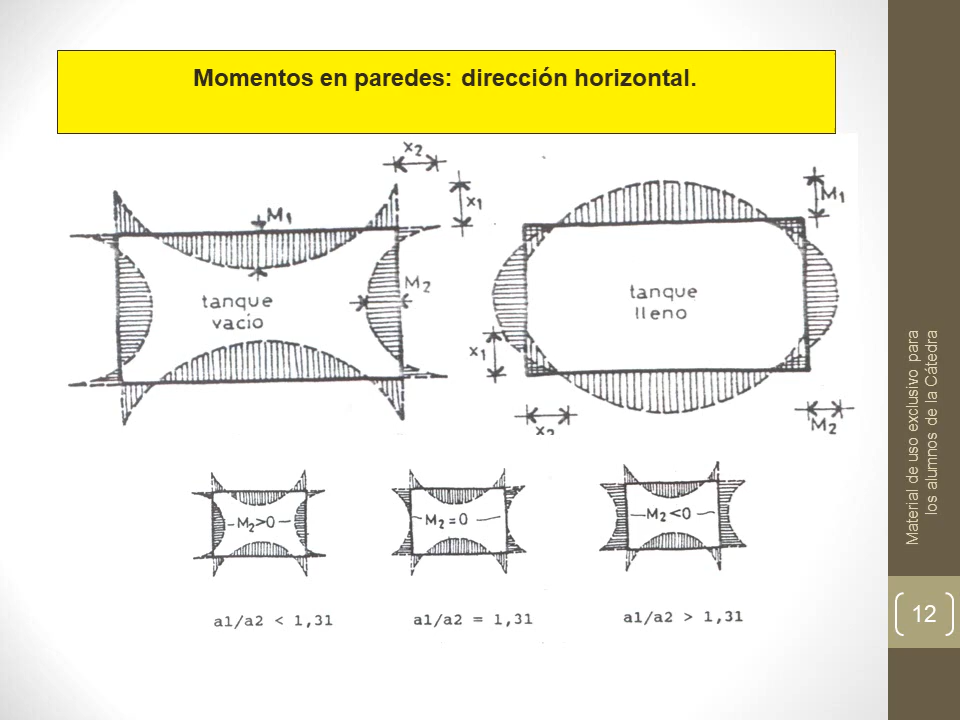 Momentos en paredes: dirección horizontal.
x2
x1
M1
M2
tanque
vacio
M1
tanque
lleno
x1
x2
M2
M2>0
M2=0
M2<0
a1/a2 < 1,31
a1/a2 = 1,31
a1/a2 > 1,31
Material de uso exclusivo para
los alumnos de la Cátedra
12